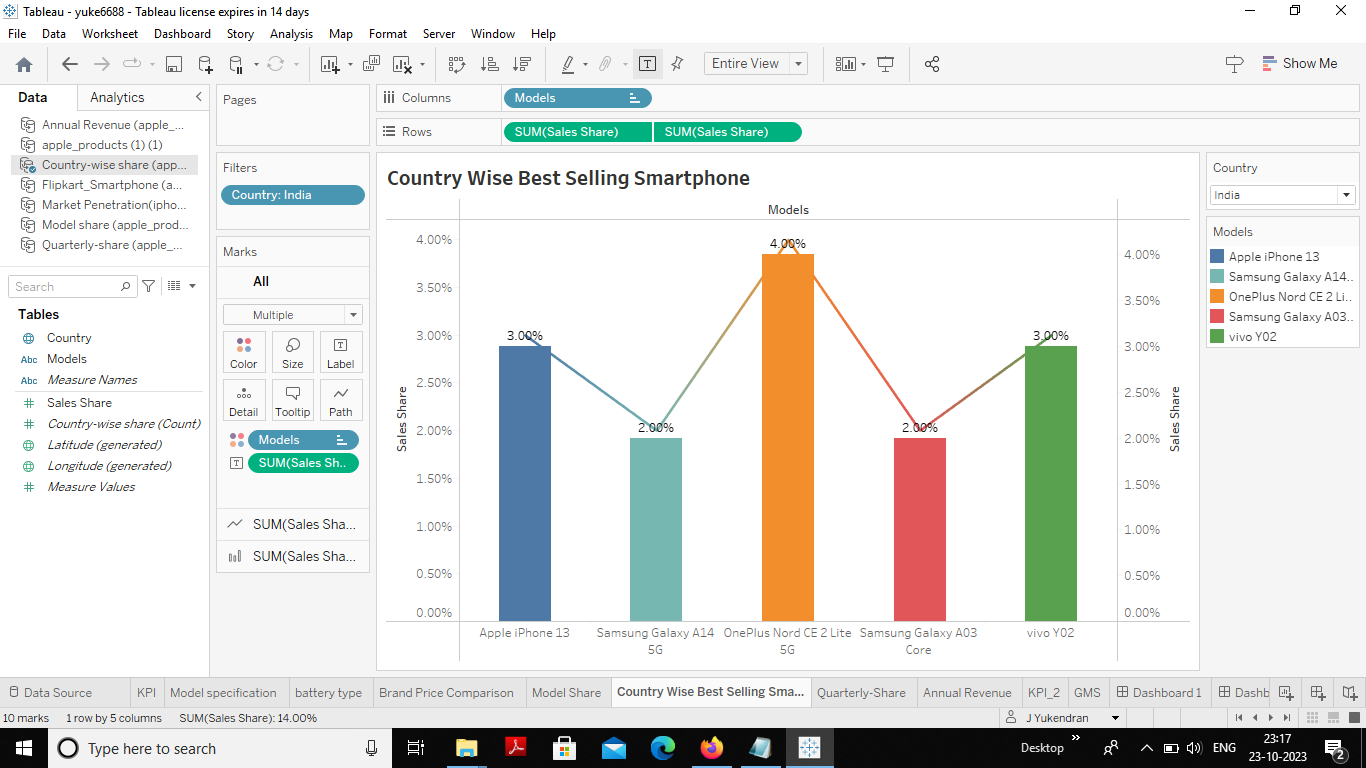 Tableau - yuke6688 - Tableau license expires in 14 days
File Data Worksheet Dashboard Story Analysis Map Format Server Window Help
Entire View
Show Me
Data Analytics
Annual Revenue (apple_...
apple_products (1) (1)
Country-wise share (app...
Flipkart_Smartphone (a...
Market Penetration(ipho...
Model share (apple_prod...
Quarterly-share (apple_...
Search
Tables
Country
Abc Models
Abc Measure Names
Sales Share
Country-wise share (Count)
Latitude (generated)
Longitude (generated)
Measure Values
Pages
Filters
Country: India
Marks
All
Multiple
Color Size Label
Detail Tooltip Path
Models
SUM(Sales Sh..
SUM(Sales Sha...
SUM(Sales Sha...
Columns Models
Rows SUM(Sales Share) SUM(Sales Share)
Country Wise Best Selling Smartphone
Models
4.00%
3.50%
3.00%
2.50%
2.00%
1.50%
1.00%
0.50%
0.00%
Sales Share
3.00%
2.00%
4.00%
2.00%
3.00%
4.00%
3.50%
3.00%
2.50%
2.00%
1.50%
1.00%
0.50%
0.00%
Sales Share
Apple iPhone 13
Samsung Galaxy A14
5G
OnePlus Nord CE 2 Lite
5G
Samsung Galaxy A03
Core
vivo Y02
Country
India
Models
Apple iPhone 13
Samsung Galaxy A14..
OnePlus Nord CE 2 Li..
Samsung Galaxy A03..
vivo Y02
Data Source KPI Model specification battery type Brand Price Comparison Model Share Country Wise Best Selling Sma... Quarterly-Share Annual Revenue KPI_2 GMS Dashboard 1 Dashb
10 marks 1 row by 5 columns SUM(Sales Share): 14.00% J Yukendran
Type here to search
Desktop
ENG
23:17
23-10-2023
2